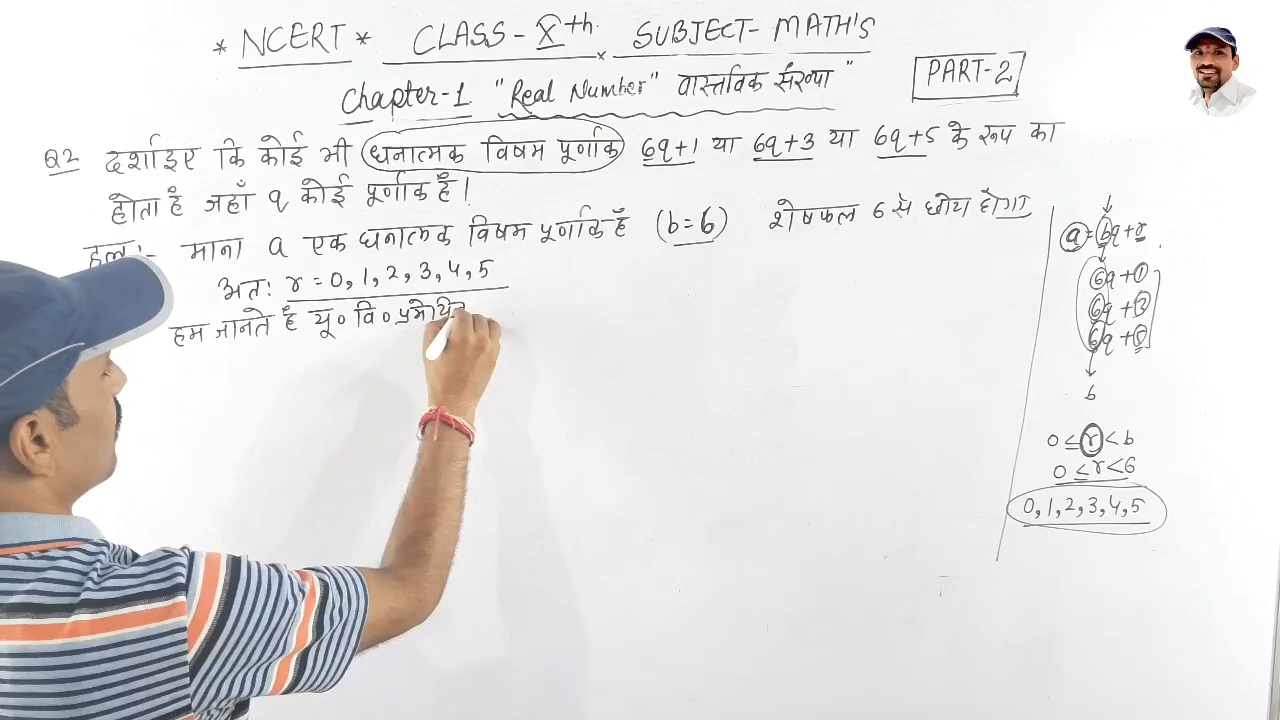 * NCERT * CLASS - Xth. SUBJECT - MATH'S
Chapter-1. "Real Number" वास्तविक संख्या "
PART-2
Q2 दर्शाइए कि कोई भी धनात्मक विषम पूर्णाक 6q+1 या 6q+3 या 6q+5 के रूप का
होता है जहाँ q कोई पूर्णाक है।
हल:- माना a एक धनात्मक विषम पूर्णाक है (b=6) शेषफल 6 से छोटा होगा
अतः r = 0, 1, 2, 3, 4, 5
हम जानते है यू० वि० प्रमेयिका
a = bq + r
6q + 1
6q + 3
6q + 5
b
0 ≤ r < b
0 ≤ r < 6
0, 1, 2, 3, 4, 5